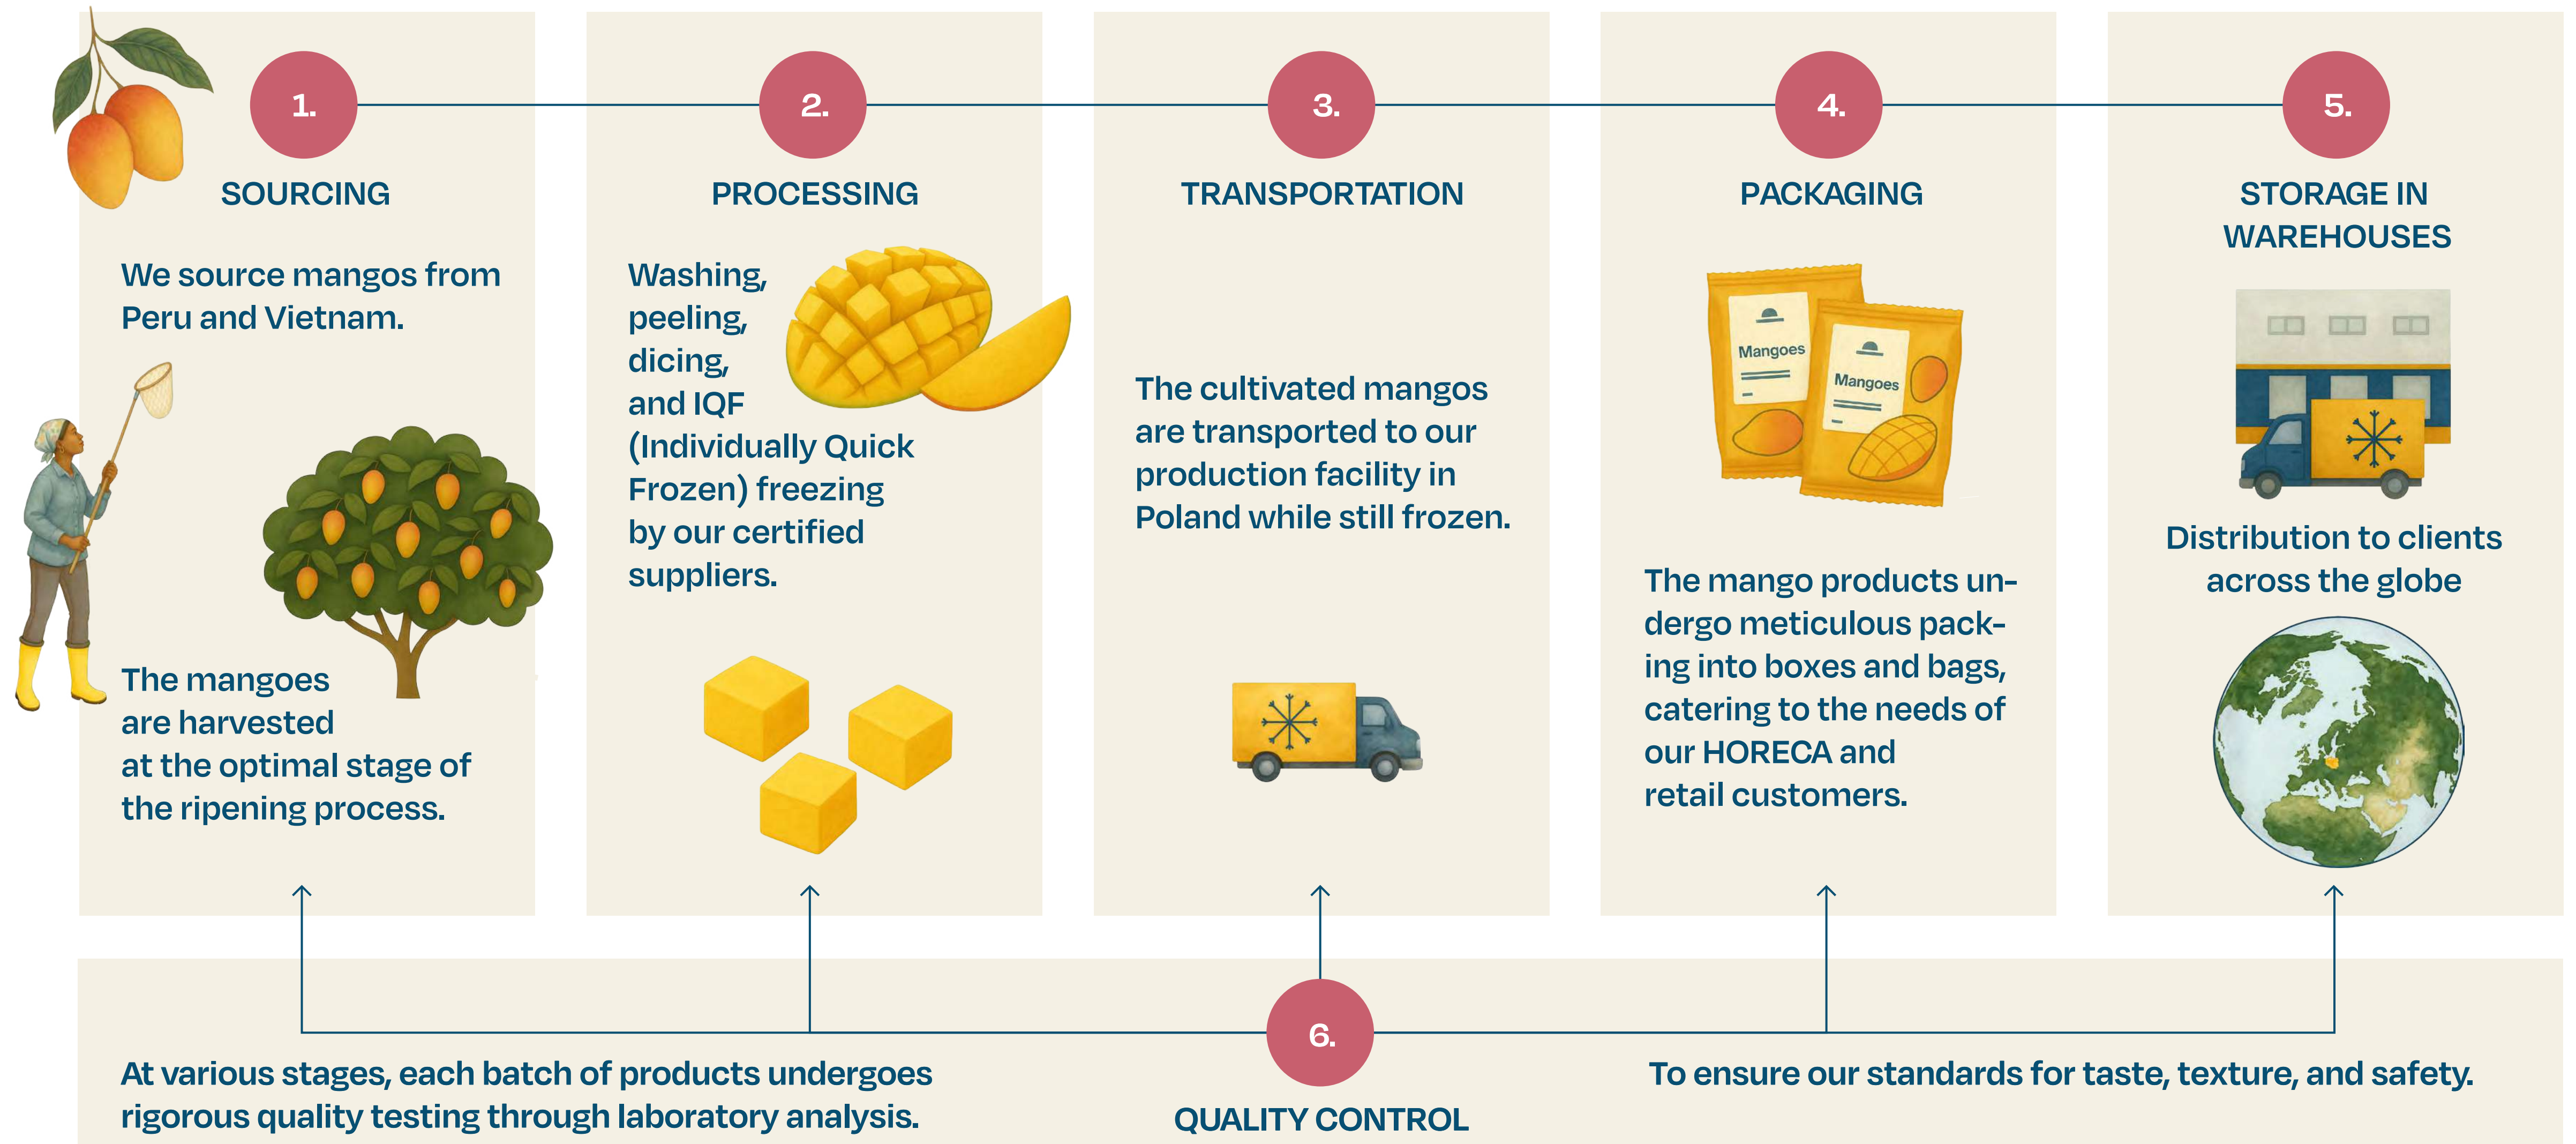 1.
SOURCING
We source mangos from
Peru and Vietnam.
The mangoes
are harvested
at the optimal stage of
the ripening process.
2.
PROCESSING
Washing,
peeling,
dicing,
and IQF
(Individually Quick
Frozen) freezing
by our certified
suppliers.
3.
TRANSPORTATION
The cultivated mangos
are transported to our
production facility in
Poland while still frozen.
4.
PACKAGING
Mangoes
Mangoes
The mango products un-
dergo meticulous pack-
ing into boxes and bags,
catering to the needs of
our HORECA and
retail customers.
5.
STORAGE IN
WAREHOUSES
Distribution to clients
across the globe
6.
QUALITY CONTROL
At various stages, each batch of products undergoes
rigorous quality testing through laboratory analysis.
To ensure our standards for taste, texture, and safety.